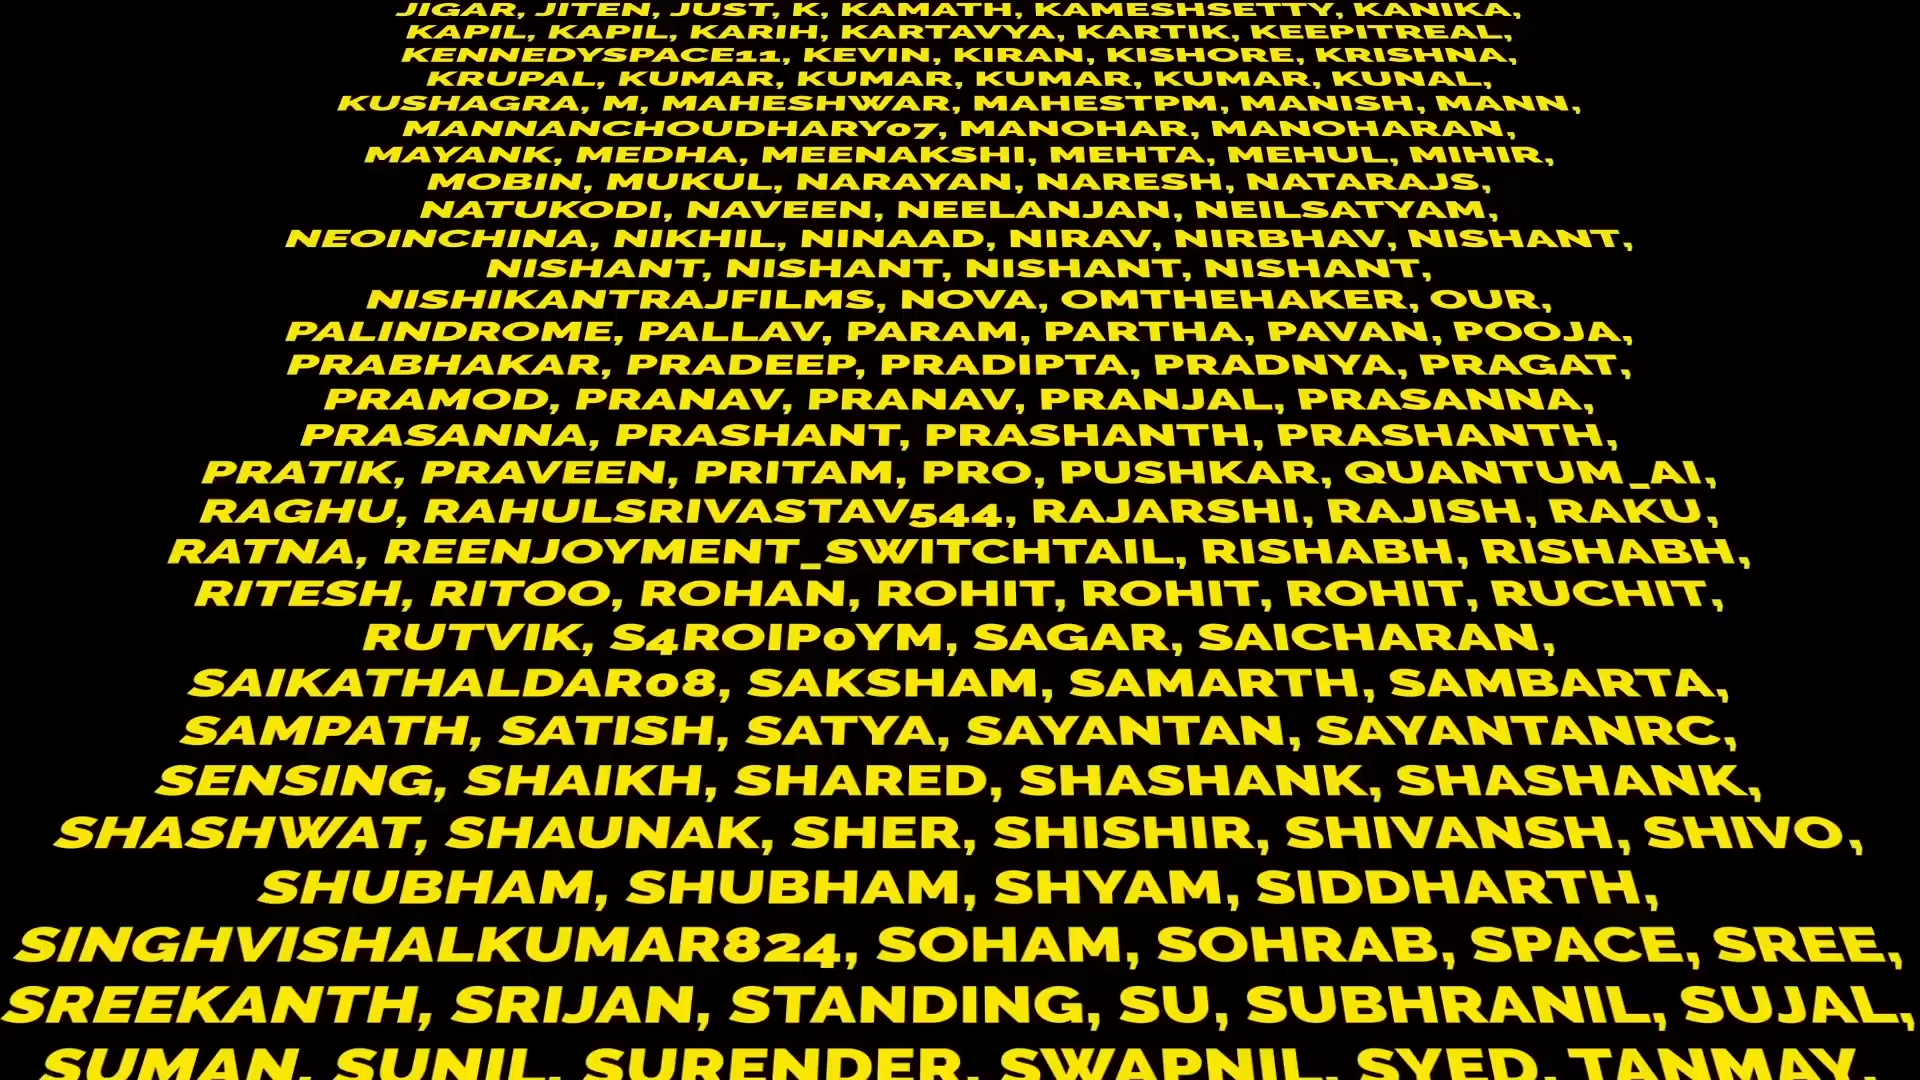 JIGAR, JITEN, JUST, K, KAMATH, KAMESHSETTY, KANIKA,
KAPIL, KAPIL, KARIH, KARTAVYA, KARTIK, KEEPITREAL,
KENNEDYSPACE11, KEVIN, KIRAN, KISHORE, KRISHNA,
KRUPAL, KUMAR, KUMAR, KUMAR, KUMAR, KUNAL,
KUSHAGRA, M, MAHESHWAR, MAHESTPM, MANISH, MANN,
MANNANCHOUDHARY07, MANOHAR, MANOHARAN,
MAYANK, MEDHA, MEENAKSHI, MEHTA, MEHUL, MIHIR,
MOBIN, MUKUL, NARAYAN, NARESH, NATARAJS,
NATUKODI, NAVEEN, NEELANJAN, NEILSATYAM,
NEOINCHINA, NIKHIL, NINAAD, NIRAV, NIRBHAV, NISHANT,
NISHANT, NISHANT, NISHANT, NISHANT,
NISHIKANTRAJFILMS, NOVA, OMTHEHAKER, OUR,
PALINDROME, PALLAV, PARAM, PARTHA, PAVAN, POOJA,
PRABHAKAR, PRADEEP, PRADIPTA, PRADNYA, PRAGAT,
PRAMOD, PRANAV, PRANAV, PRANJAL, PRASANNA,
PRASANNA, PRASHANT, PRASHANTH, PRASHANTH,
PRATIK, PRAVEEN, PRITAM, PRO, PUSHKAR, QUANTUM_AI,
RAGHU, RAHULSRIVASTAV544, RAJARSHI, RAJISH, RAKU,
RATNA, REENJOYMENT_SWITCHTAIL, RISHABH, RISHABH,
RITESH, RITOO, ROHAN, ROHIT, ROHIT, ROHIT, RUCHIT,
RUTVIK, S4ROIP0YM, SAGAR, SAICHARAN,
SAIKATHALDAR08, SAKSHAM, SAMARTH, SAMBARTA,
SAMPATH, SATISH, SATYA, SAYANTAN, SAYANTANRC,
SENSING, SHAIKH, SHARED, SHASHANK, SHASHANK,
SHASHWAT, SHAUNAK, SHER, SHISHIR, SHIVANSH, SHIVO,
SHUBHAM, SHUBHAM, SHYAM, SIDDHARTH,
SINGHVISHALKUMAR824, SOHAM, SOHRAB, SPACE, SREE,
SREEKANTH, SRIJAN, STANDING, SU, SUBHRANIL, SUJAL,
SUMAN, SUNIL, SURENDER, SWAPNIL, SYED, TANMAY,